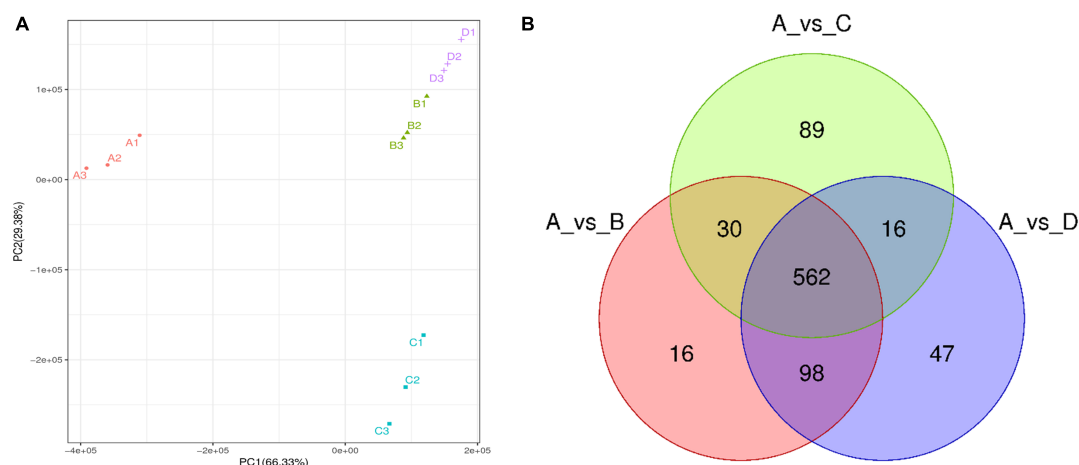 A
D1
D2
D3
B1
B2
B3
A1
A2
A3
C1
C2
C3
1e+05
0e+00
−1e+05
−2e+05
PC2(29.38%)
−4e+05
−2e+05
0e+00
2e+05
PC1(66.33%)
B
A_vs_C
89
A_vs_B
A_vs_D
30
16
562
16
98
47